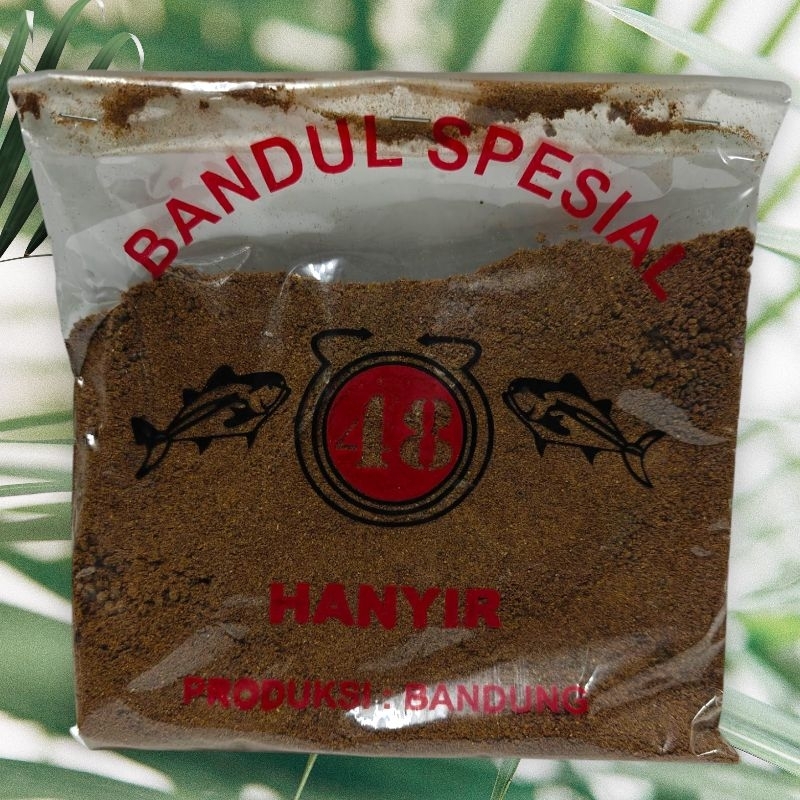 BANDUL SPESIAL
48
HANYIR
PRODUKSI : BANDUNG